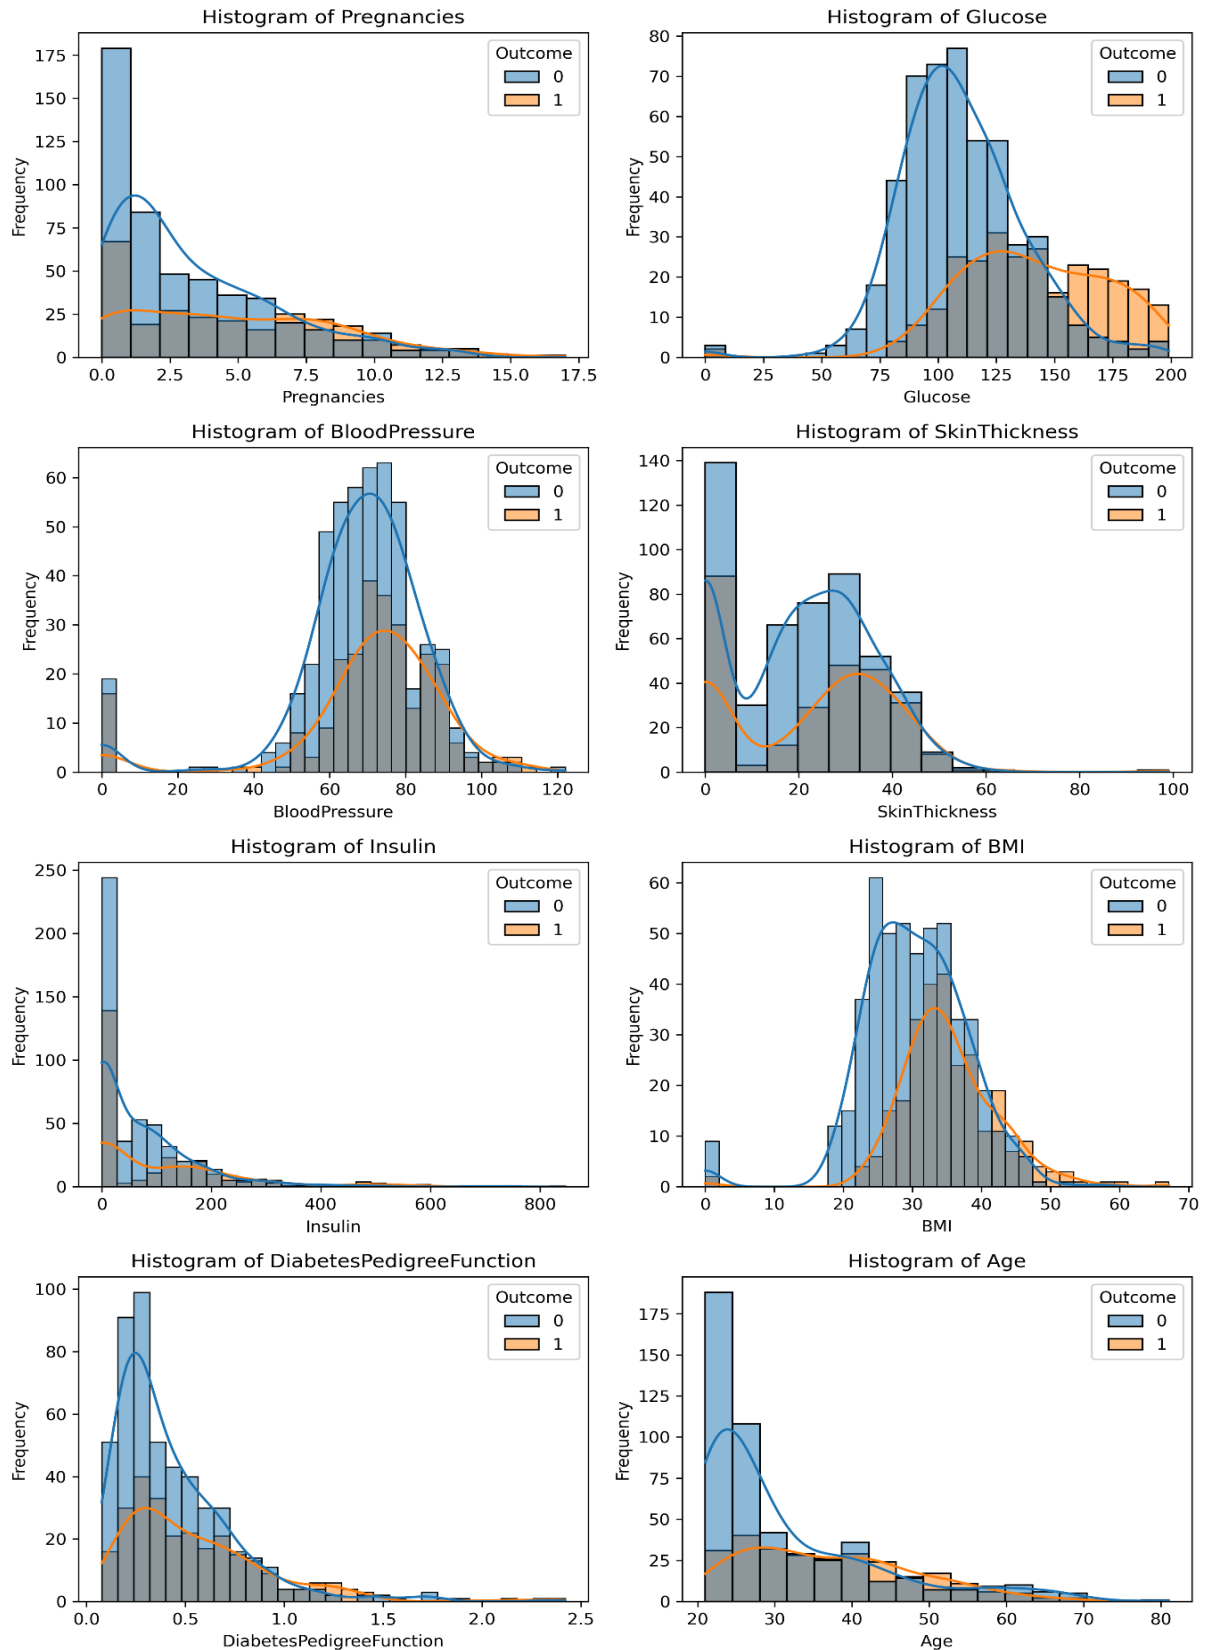 Histogram of Pregnancies
Outcome
0
1
175
150
125
100
75
50
25
0
Frequency
0.0 2.5 5.0 7.5 10.0 12.5 15.0 17.5
Pregnancies
Histogram of Glucose
Outcome
0
1
80
70
60
50
40
30
20
10
0
Frequency
0 25 50 75 100 125 150 175 200
Glucose
Histogram of BloodPressure
Outcome
0
1
60
50
40
30
20
10
0
Frequency
0 20 40 60 80 100 120
BloodPressure
Histogram of SkinThickness
Outcome
0
1
140
120
100
80
60
40
20
0
Frequency
0 20 40 60 80 100
SkinThickness
Histogram of Insulin
Outcome
0
1
250
200
150
100
50
0
Frequency
0 200 400 600 800
Insulin
Histogram of BMI
Outcome
0
1
60
50
40
30
20
10
0
Frequency
0 10 20 30 40 50 60 70
BMI
Histogram of DiabetesPedigreeFunction
Outcome
0
1
100
80
60
40
20
0
Frequency
0.0 0.5 1.0 1.5 2.0 2.5
DiabetesPedigreeFunction
Histogram of Age
Outcome
0
1
175
150
125
100
75
50
25
0
Frequency
20 30 40 50 60 70 80
Age